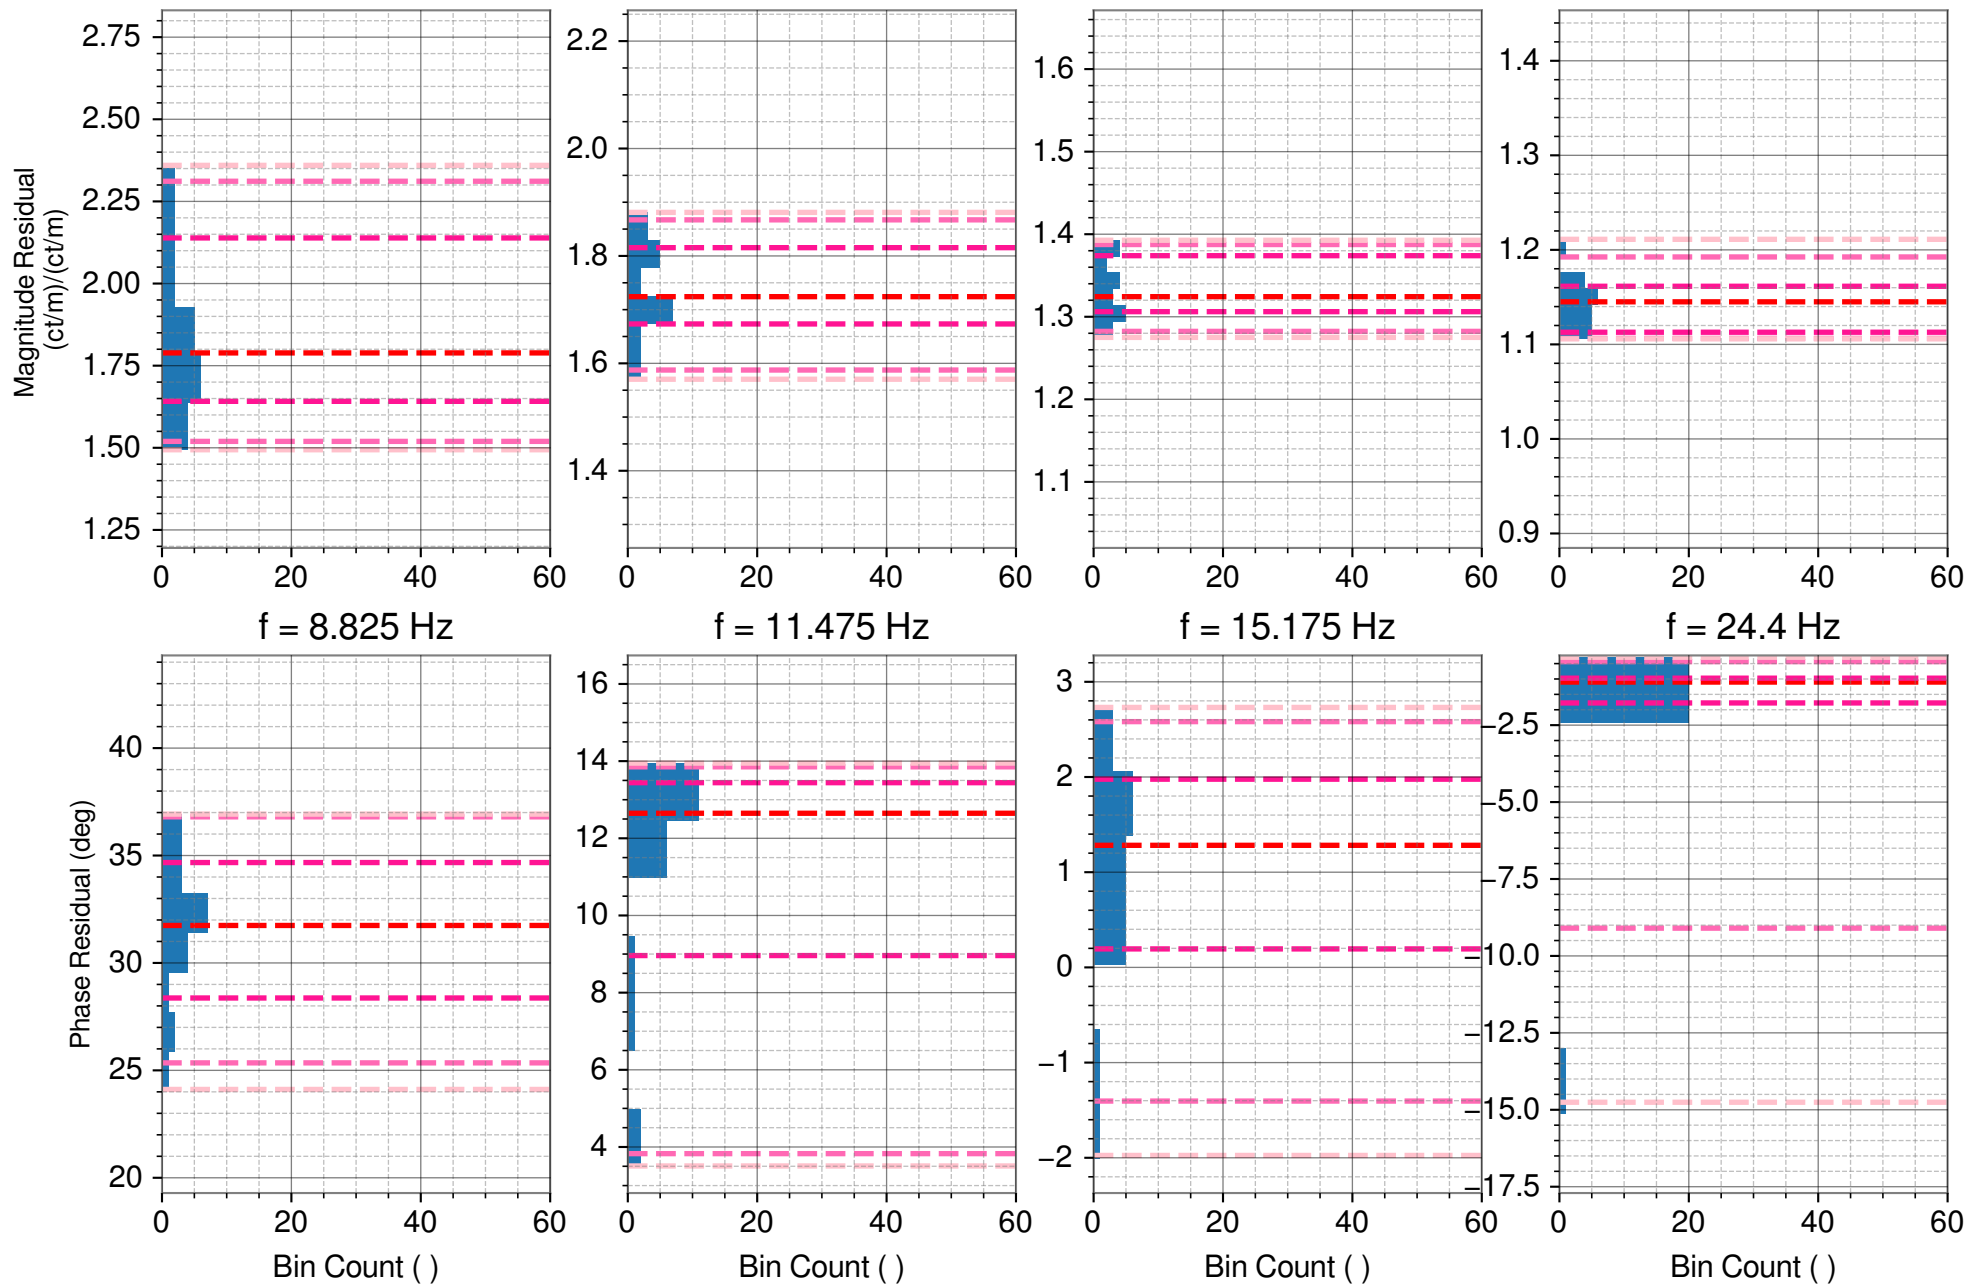 Magnitude Residual
(ct/m)/(ct/m)
2.75
2.50
2.25
2.00
1.75
1.50
1.25
0 20 40 60
2.2
2.0
1.8
1.6
1.4
0 20 40 60
1.6
1.5
1.4
1.3
1.2
1.1
0 20 40 60
1.4
1.3
1.2
1.1
1.0
0.9
0 20 40 60
f = 8.825 Hz
f = 11.475 Hz
f = 15.175 Hz
f = 24.4 Hz
Phase Residual (deg)
40
35
30
25
20
0 20 40 60
Bin Count ( )
16
14
12
10
8
6
4
0 20 40 60
Bin Count ( )
3
2
1
0
−1
−2
0 20 40 60
Bin Count ( )
−2.5
−5.0
−7.5
−10.0
−12.5
−15.0
−17.5
0 20 40 60
Bin Count ( )